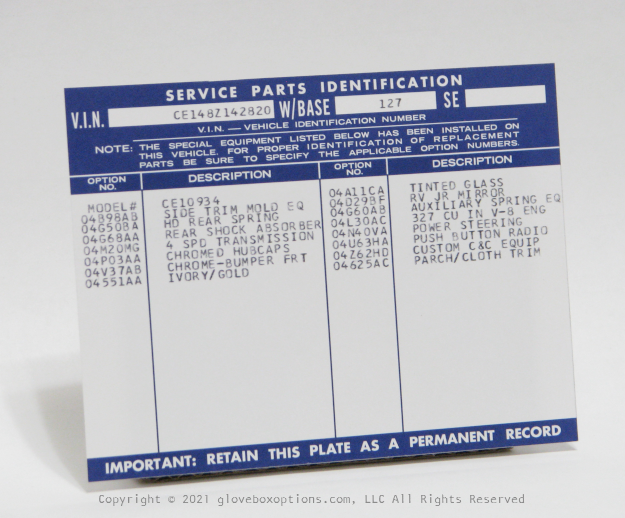 SERVICE PARTS IDENTIFICATION
V.I.N. CE148Z142820 W/BASE 127 SE
V.I.N. — VEHICLE IDENTIFICATION NUMBER
NOTE: THE SPECIAL EQUIPMENT LISTED BELOW HAS BEEN INSTALLED ON
THIS VEHICLE. FOR PROPER IDENTIFICATION OF REPLACEMENT
PARTS BE SURE TO SPECIFY THE APPLICABLE OPTION NUMBERS.
OPTION NO. DESCRIPTION
MODEL# CE10934
04B98AB SIDE TRIM MOLD EQ
04G50BA HD REAR SPRING
04G68AA REAR SHOCK ABSORBER
04M20MG 4 SPD TRANSMISSION
04P03AA CHROMED HUBCAPS
04V37AB CHROME-BUMPER FRT
04551AA IVORY/GOLD
OPTION NO. DESCRIPTION
04A11CA TINTED GLASS
04D29BF RV JR MIRROR
04G60AB AUXILIARY SPRING EQ
04L30AC 327 CU IN V-8 ENG
04N40VA POWER STEERING
04U63HA PUSH BUTTON RADIO
04Z62HD CUSTOM C&C EQUIP
04625AC PARCH/CLOTH TRIM
IMPORTANT: RETAIN THIS PLATE AS A PERMANENT RECORD
Copyright © 2021 gloveboxoptions.com, LLC All Rights Reserved